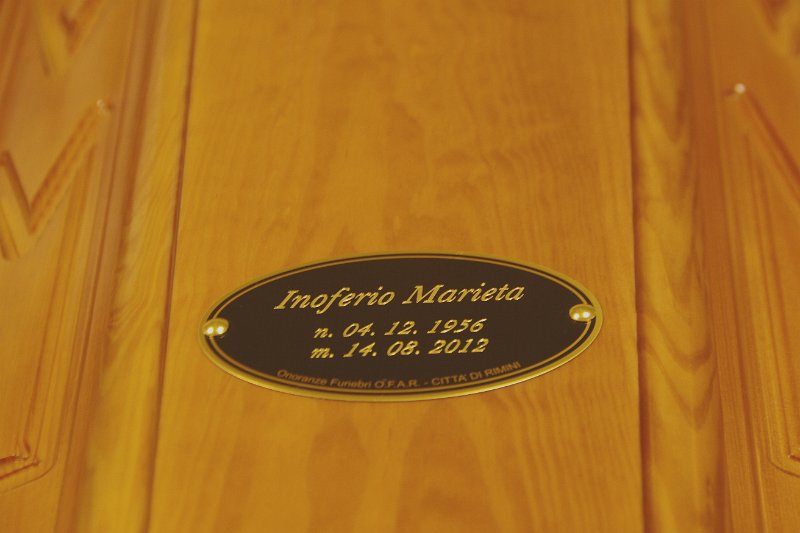 Inoferio Marieta
n. 04. 12. 1956
m. 14. 08. 2012
Onoranze Funebri O.F.A.R. - CITTA' DI RIMINI